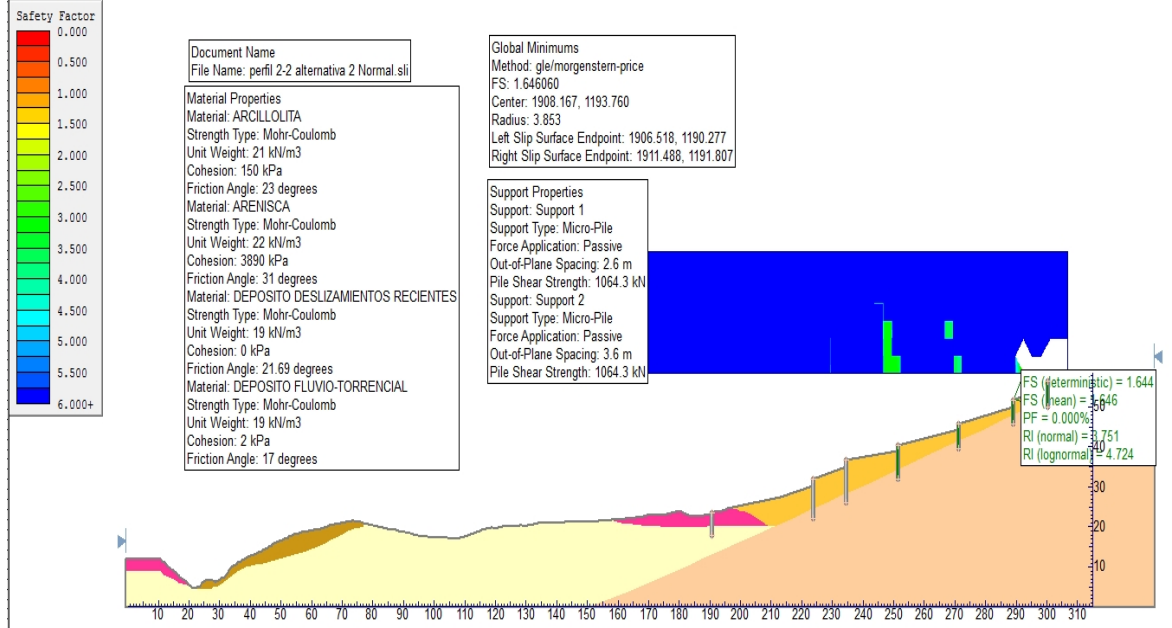 Safety Factor
0.000
0.500
1.000
1.500
2.000
2.500
3.000
3.500
4.000
4.500
5.000
5.500
6.000+
Document Name
File Name: perfil 2-2 alternativa 2 Normal.sli
Material Properties
Material: ARCILLOLITA
Strength Type: Mohr-Coulomb
Unit Weight: 21 kN/m3
Cohesion: 150 kPa
Friction Angle: 23 degrees
Material: ARENISCA
Strength Type: Mohr-Coulomb
Unit Weight: 22 kN/m3
Cohesion: 3890 kPa
Friction Angle: 31 degrees
Material: DEPOSITO DESLIZAMIENTOS RECIENTES
Strength Type: Mohr-Coulomb
Unit Weight: 19 kN/m3
Cohesion: 0 kPa
Friction Angle: 21.69 degrees
Material: DEPOSITO FLUVIO-TORRENCIAL
Strength Type: Mohr-Coulomb
Unit Weight: 19 kN/m3
Cohesion: 2 kPa
Friction Angle: 17 degrees
Global Minimums
Method: gle/morgenstern-price
FS: 1.646060
Center: 1908.167, 1193.760
Radius: 3.853
Left Slip Surface Endpoint: 1906.518, 1190.277
Right Slip Surface Endpoint: 1911.488, 1191.807
Support Properties
Support: Support 1
Support Type: Micro-Pile
Force Application: Passive
Out-of-Plane Spacing: 2.6 m
Pile Shear Strength: 1064.3 kN
Support: Support 2
Support Type: Micro-Pile
Force Application: Passive
Out-of-Plane Spacing: 3.6 m
Pile Shear Strength: 1064.3 kN
FS (deterministic) = 1.644
FS (mean) = 1.646
PF = 0.000%
RI (normal) = 3.751
RI (lognormal) = 4.724
50
40
30
20
10
10 20 30 40 50 60 70 80 90 100 110 120 130 140 150 160 170 180 190 200 210 220 230 240 250 260 270 280 290 300 310